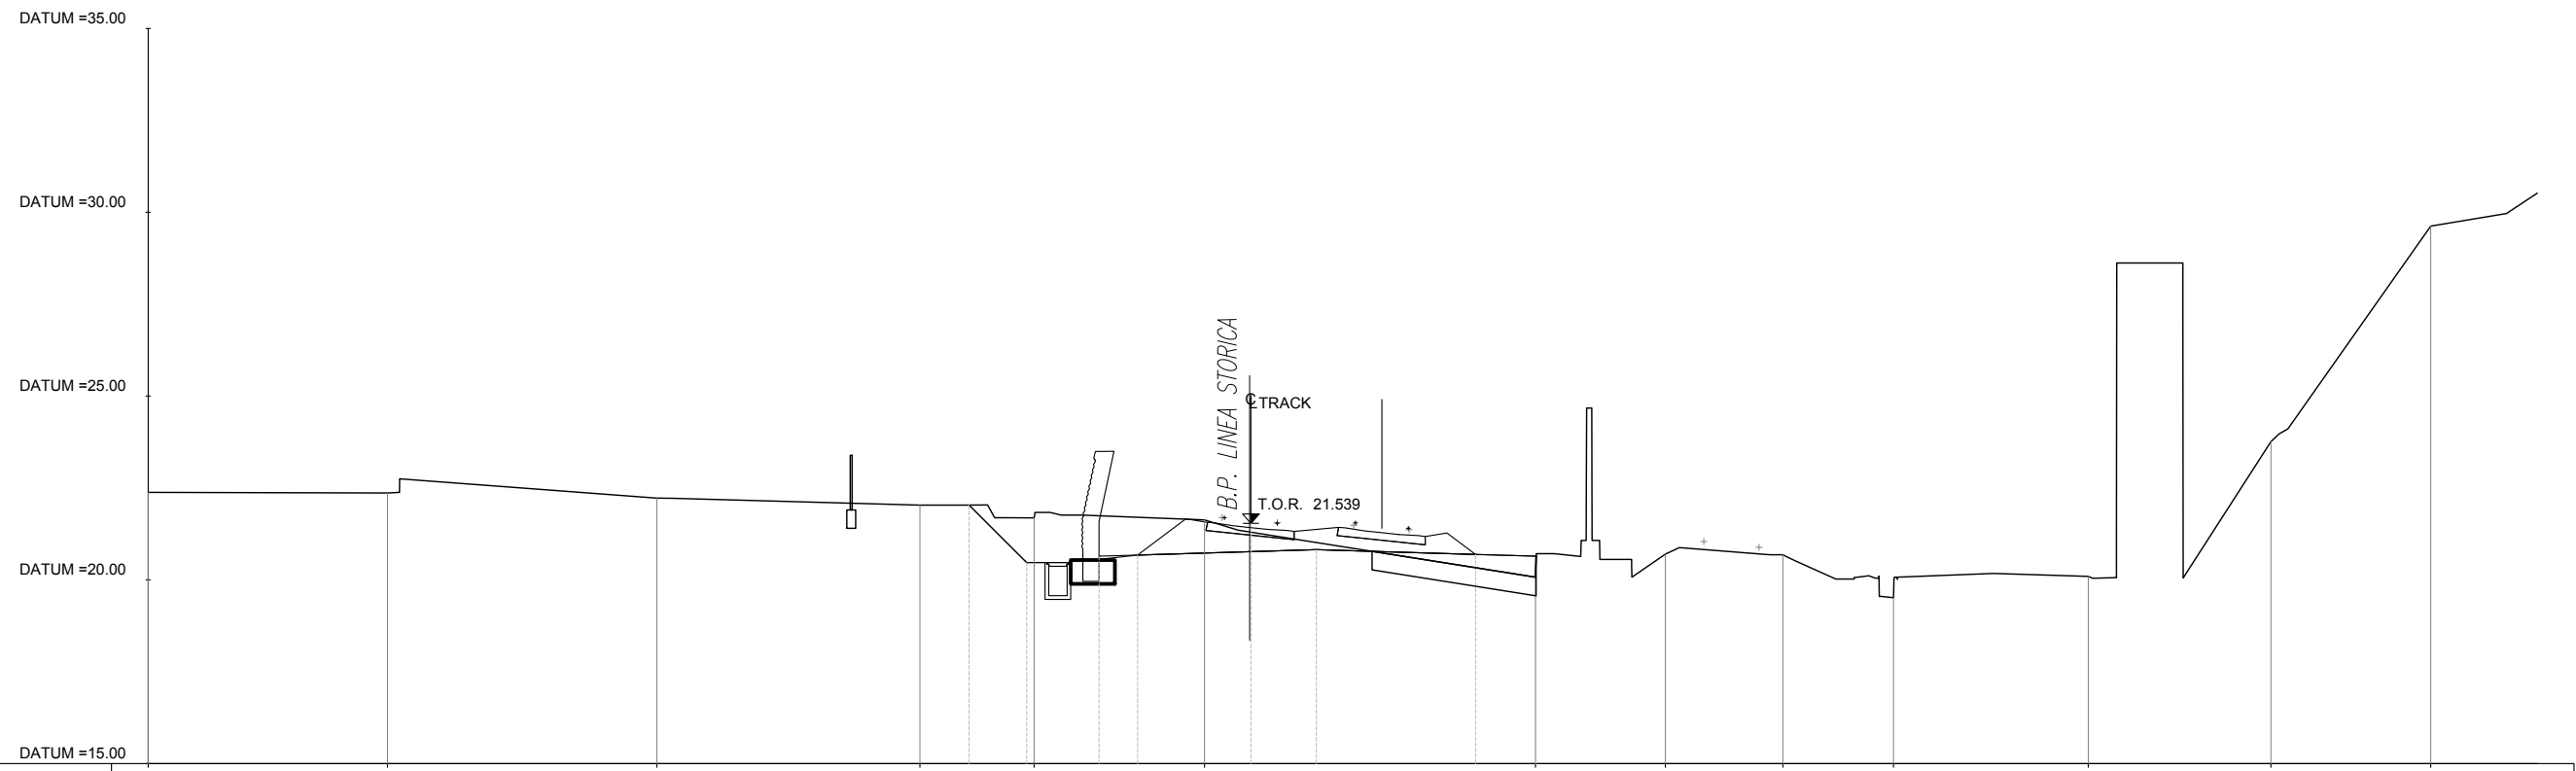 DATUM =35.00
DATUM =30.00
DATUM =25.00
DATUM =20.00
DATUM =15.00
B.P. LINEA STORICA
℄ TRACK
T.O.R. 21.539